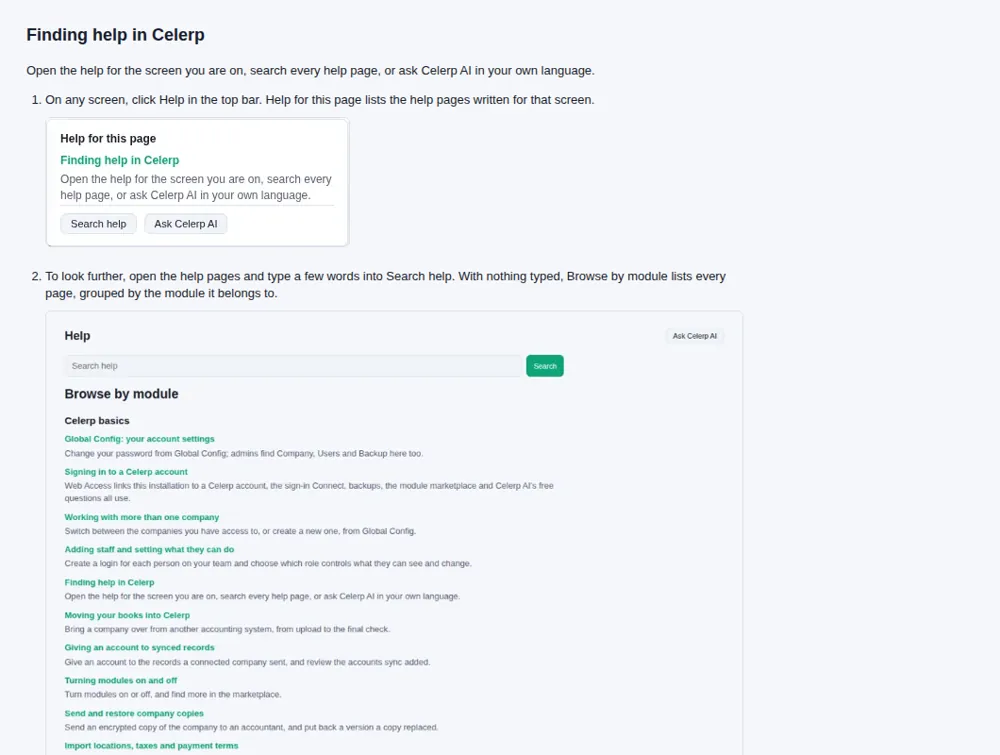 Finding help in Celerp
Open the help for the screen you are on, search every help page, or ask Celerp AI in your own language.
1. On any screen, click Help in the top bar. Help for this page lists the help pages written for that screen.
Help for this page
Finding help in Celerp
Open the help for the screen you are on, search every
help page, or ask Celerp AI in your own language.
Search help Ask Celerp AI
2. To look further, open the help pages and type a few words into Search help. With nothing typed, Browse by module lists every
page, grouped by the module it belongs to.
Help Ask Celerp AI
Search help Search
Browse by module
Celerp basics
Global Config: your account settings
Change your password from Global Config; admins find Company, Users and Backup here too.
Signing in to a Celerp account
Web Access links this installation to a Celerp account, the sign-in Connect, backups, the module marketplace and Celerp AI's free
questions all use.
Working with more than one company
Switch between the companies you have access to, or create a new one, from Global Config.
Adding staff and setting what they can do
Create a login for each person on your team and choose which role controls what they can see and change.
Finding help in Celerp
Open the help for the screen you are on, search every help page, or ask Celerp AI in your own language.
Moving your books into Celerp
Bring a company over from another accounting system, from upload to the final check.
Giving an account to synced records
Give an account to the records a connected company sent, and review the accounts sync added.
Turning modules on and off
Turn modules on or off, and find more in the marketplace.
Send and restore company copies
Send an encrypted copy of the company to an accountant, and put back a version a copy replaced.
Import locations, taxes and payment terms